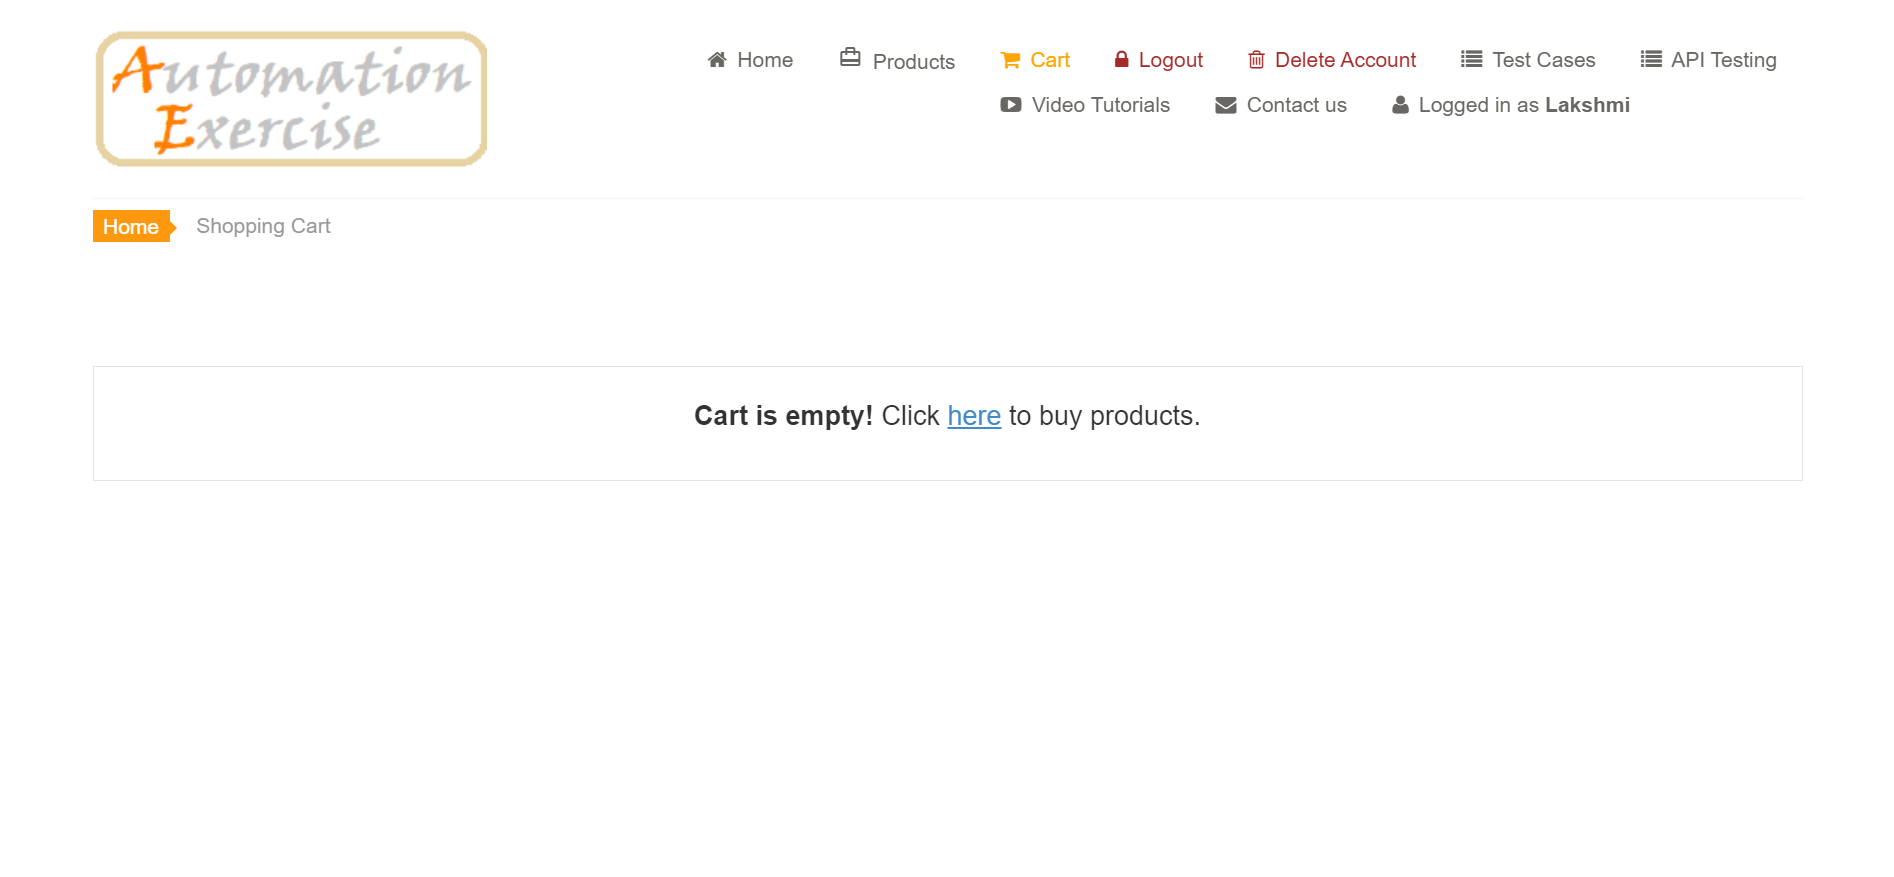 Automation
Exercise
Home Products Cart Logout Delete Account Test Cases API Testing
Video Tutorials Contact us Logged in as Lakshmi
Home Shopping Cart
Cart is empty! Click here to buy products.